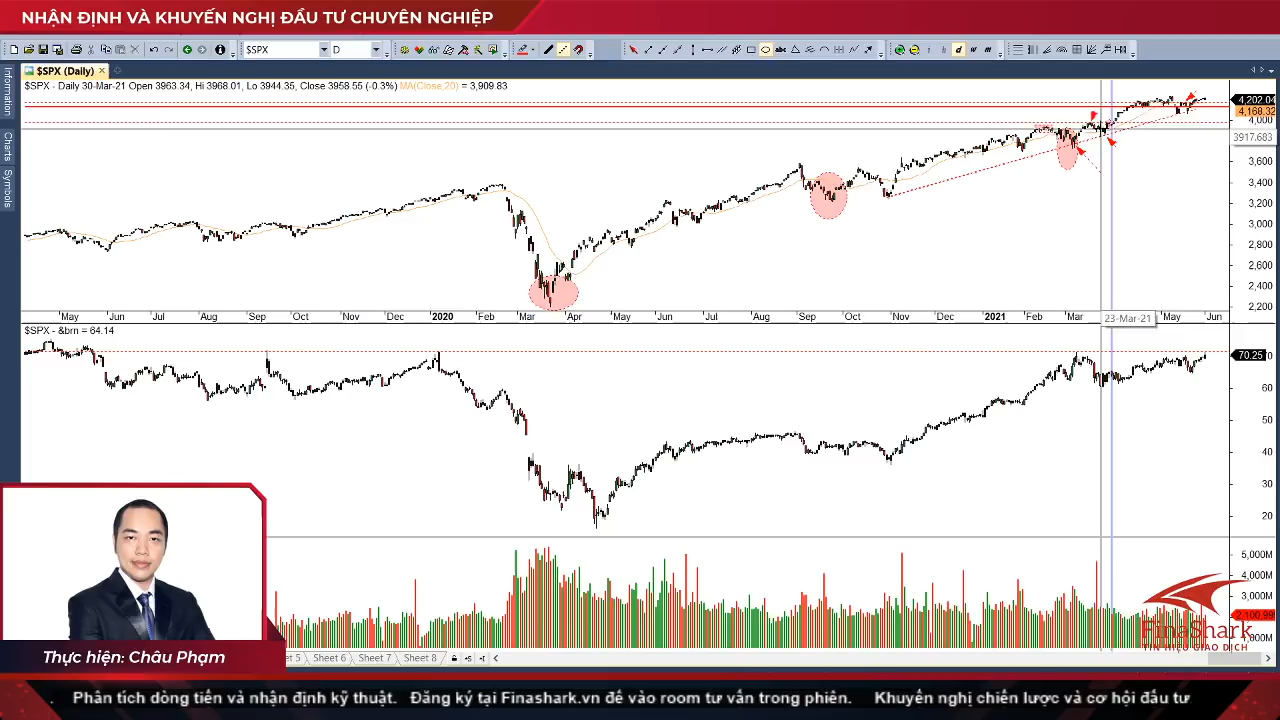 NHẬN ĐỊNH VÀ KHUYẾN NGHỊ ĐẦU TƯ CHUYÊN NGHIỆP
$SPX D
$SPX (Daily)
Information
Charts
Symbols
$SPX - Daily 30-Mar-21 Open 3963.34, Hi 3968.01, Lo 3944.35, Close 3958.55 (-0.3%) MA(Close,20) = 3,909.83
4,202.04
4,168.32
4,000
3917.683
3,600
3,400
3,200
3,000
2,800
2,600
2,400
2,200
May Jun Jul Aug Sep Oct Nov Dec 2020 Feb Mar Apr May Jun Jul Aug Sep Oct Nov Dec 2021 Feb Mar 23-Mar-21 May Jun
$SPX - &brn = 64.14
70.25
60
50
40
30
20
5,000M
4,000M
3,000M
FinaShark
TÍN HIỆU GIAO DỊCH
Sheet 6 Sheet 7 Sheet 8
Thực hiện: Châu Phạm
Phân tích dòng tiền và nhận định kỹ thuật. Đăng ký tại Finashark.vn để vào room tư vấn trong phiên. Khuyến nghị chiến lược và cơ hội đầu tư